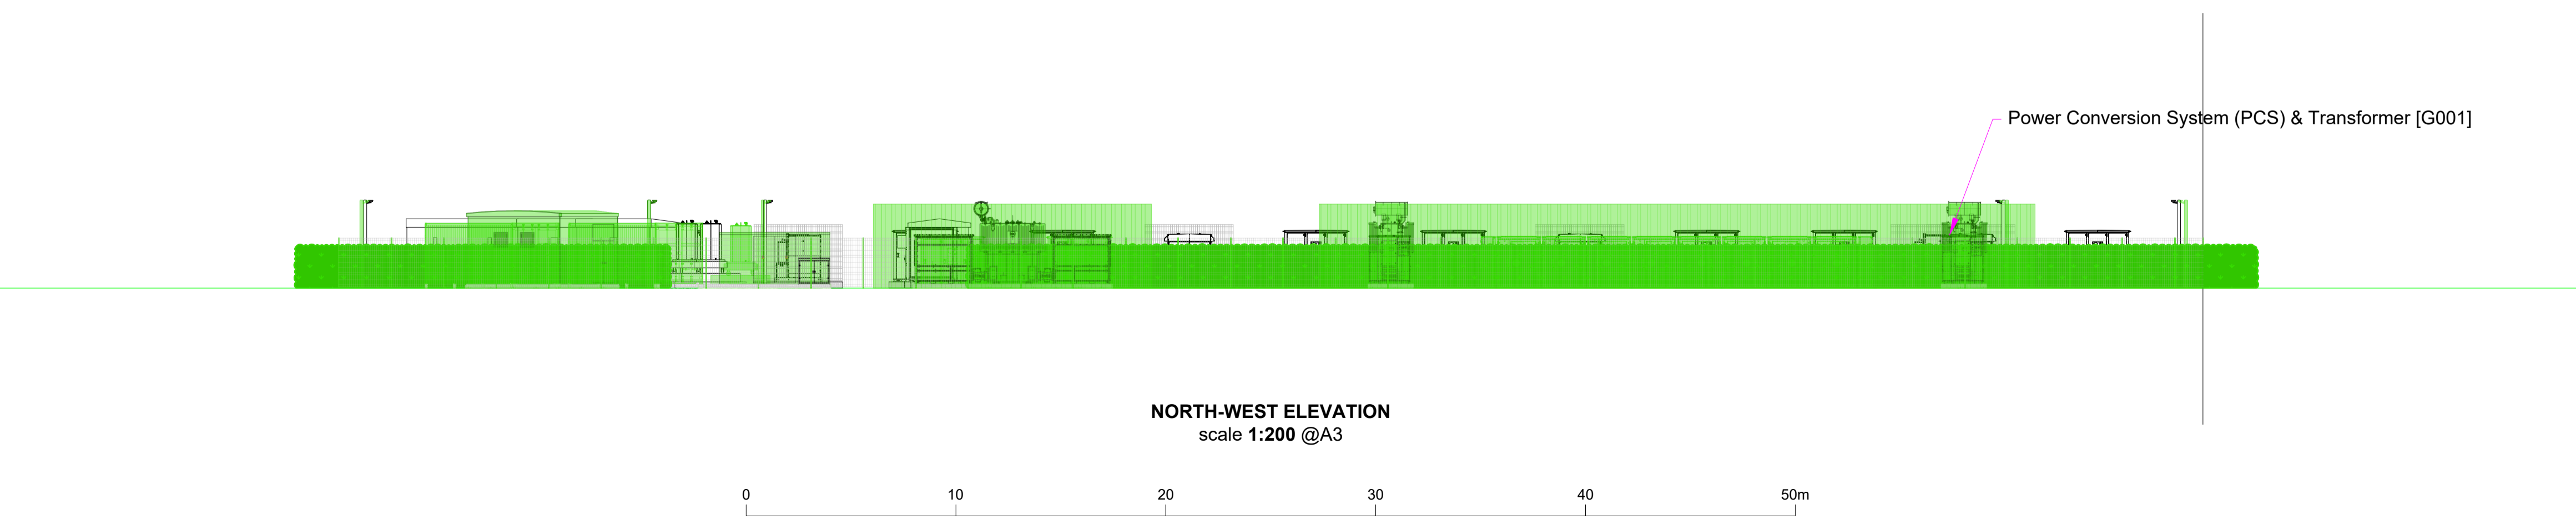 Power Conversion System (PCS) & Transformer [G001]
NORTH-WEST ELEVATION
scale 1:200 @A3
0 10 20 30 40 50m